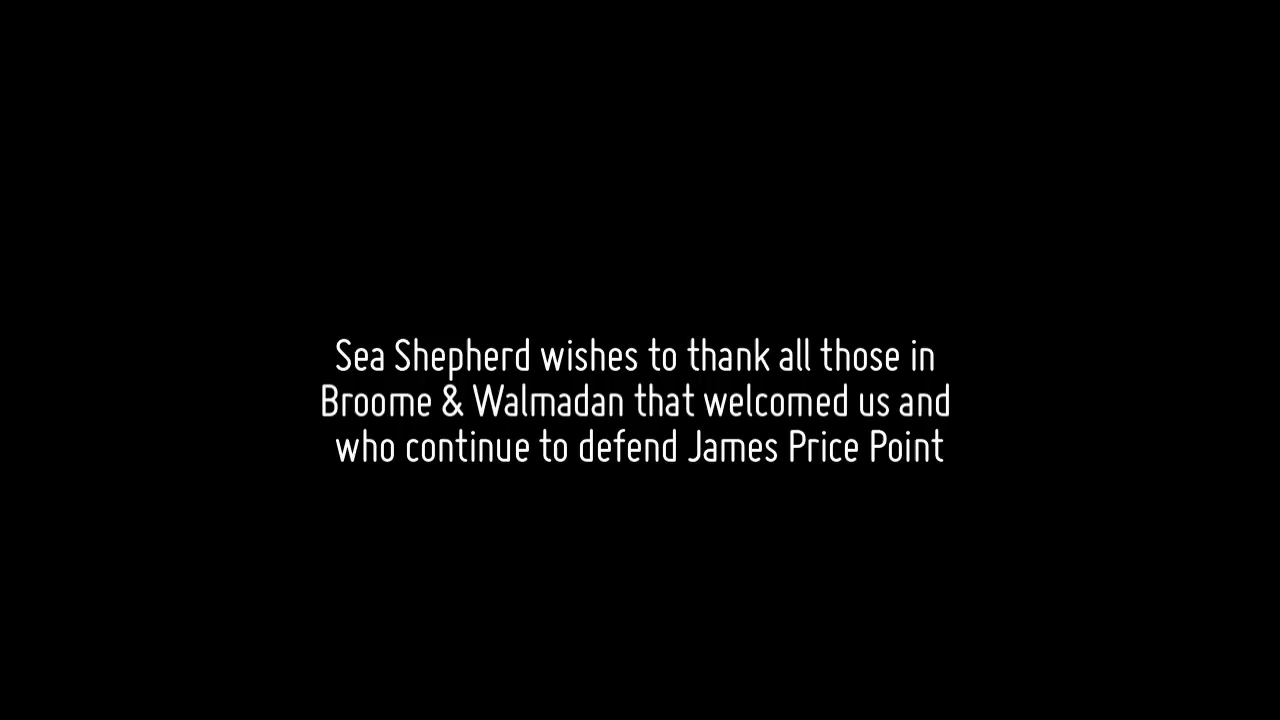 Sea Shepherd wishes to thank all those in
Broome & Walmadan that welcomed us and
who continue to defend James Price Point